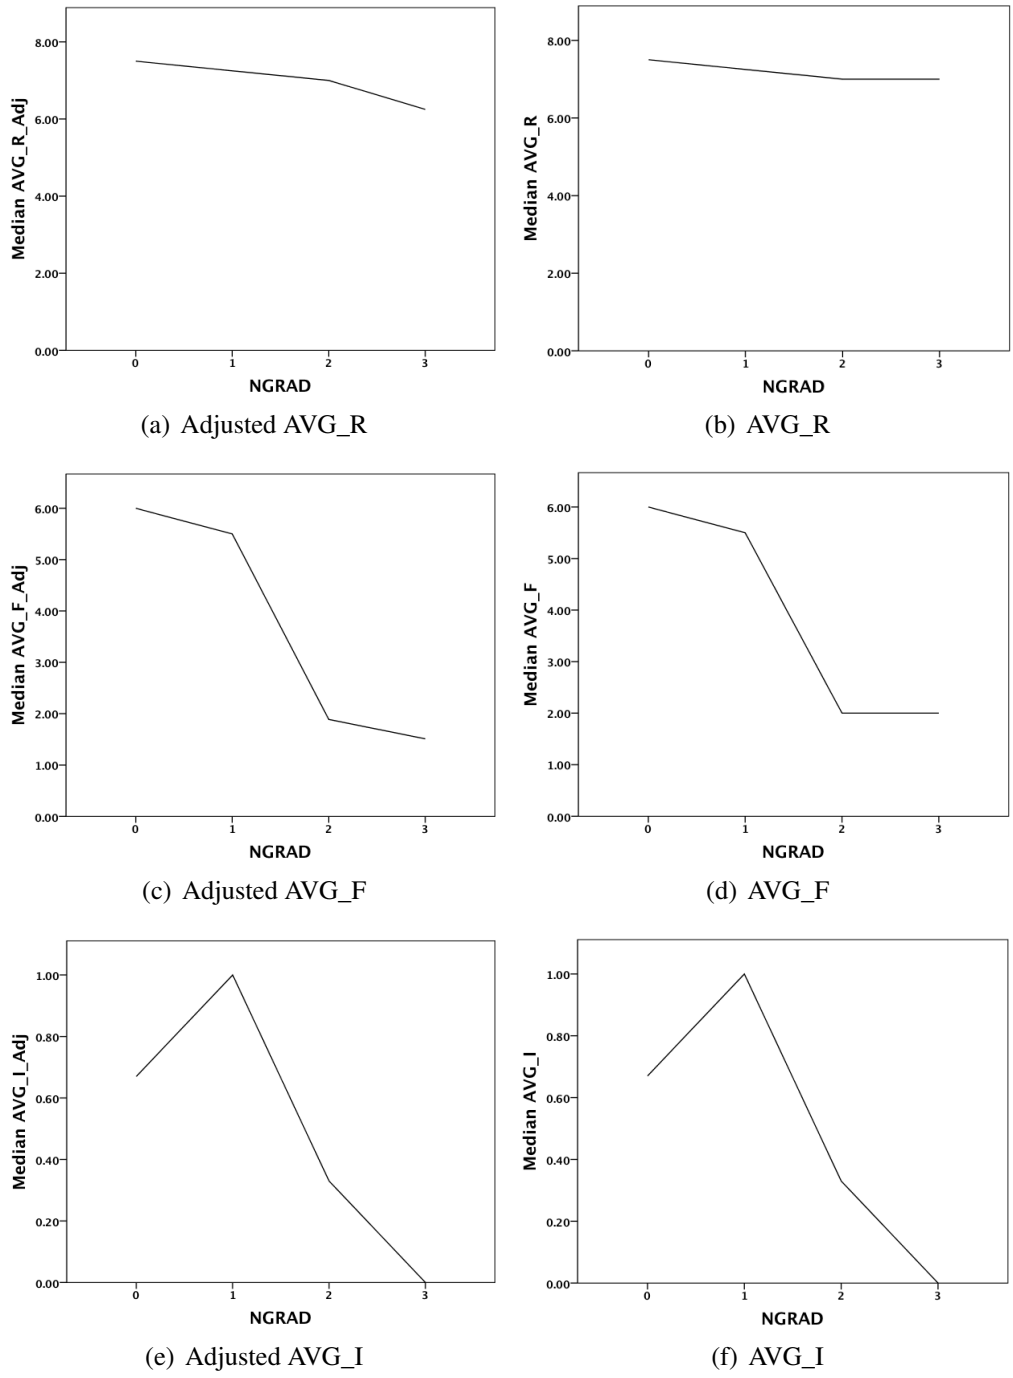 8.00
6.00
4.00
2.00
0.00
Median AVG_R_Adj
0 1 2 3
NGRAD
(a) Adjusted AVG_R
8.00
6.00
4.00
2.00
0.00
Median AVG_R
0 1 2 3
NGRAD
(b) AVG_R
6.00
5.00
4.00
3.00
2.00
1.00
0.00
Median AVG_F_Adj
0 1 2 3
NGRAD
(c) Adjusted AVG_F
6.00
5.00
4.00
3.00
2.00
1.00
0.00
Median AVG_F
0 1 2 3
NGRAD
(d) AVG_F
1.00
0.80
0.60
0.40
0.20
0.00
Median AVG_I_Adj
0 1 2 3
NGRAD
(e) Adjusted AVG_I
1.00
0.80
0.60
0.40
0.20
0.00
Median AVG_I
0 1 2 3
NGRAD
(f) AVG_I